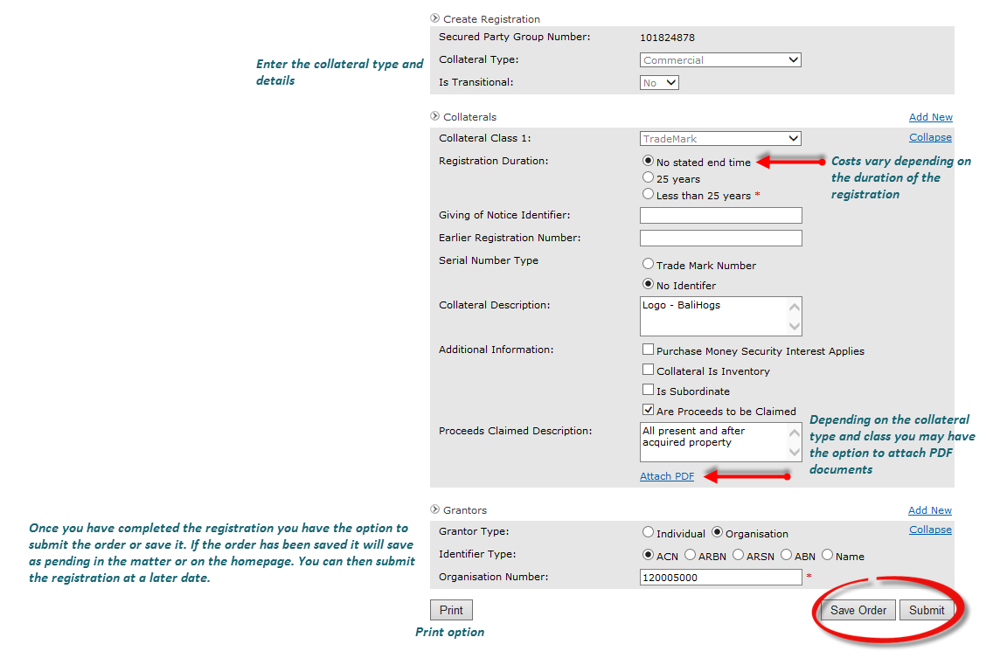 Create Registration
Secured Party Group Number: 101824878
Enter the collateral type and
details
Collateral Type: Commercial
Is Transitional: No
Collaterals Add New
Collateral Class 1: TradeMark Collapse
Registration Duration: No stated end time
25 years
Less than 25 years *
Costs vary depending on
the duration of the
registration
Giving of Notice Identifier:
Earlier Registration Number:
Serial Number Type Trade Mark Number
No Identifer
Collateral Description: Logo - BaliHogs
Additional Information: Purchase Money Security Interest Applies
Collateral Is Inventory
Is Subordinate
Are Proceeds to be Claimed
Proceeds Claimed Description: All present and after
acquired property
Depending on the collateral
type and class you may have
the option to attach PDF
documents
Attach PDF
Grantors Add New
Grantor Type: Individual Organisation Collapse
Identifier Type: ACN ARBN ARSN ABN Name
Organisation Number: 120005000 *
Once you have completed the registration you have the option to
submit the order or save it. If the order has been saved it will save
as pending in the matter or on the homepage. You can then submit
the registration at a later date.
Print Save Order Submit
Print option